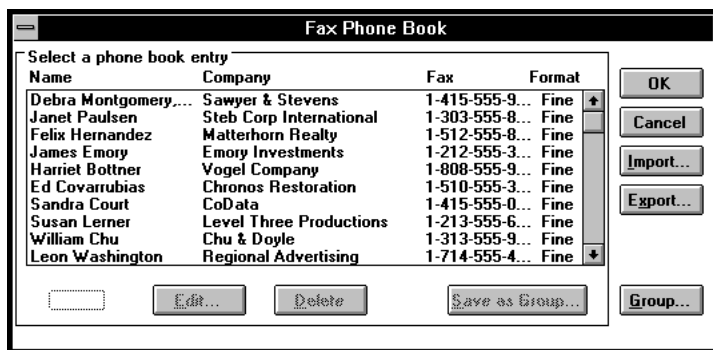 Fax Phone Book
Select a phone book entry
Name Company Fax Format
Debra Montgomery,... Sawyer & Stevens 1-415-555-9... Fine
Janet Paulsen Steb Corp International 1-303-555-8... Fine
Felix Hernandez Matterhorn Realty 1-512-555-8... Fine
James Emory Emory Investments 1-212-555-3... Fine
Harriet Bottner Vogel Company 1-808-555-9... Fine
Ed Covarrubias Chronos Restoration 1-510-555-3... Fine
Sandra Court CoData 1-415-555-0... Fine
Susan Lerner Level Three Productions 1-213-555-6... Fine
William Chu Chu & Doyle 1-313-555-9... Fine
Leon Washington Regional Advertising 1-714-555-4... Fine
Edit... Delete Save as Group...
OK
Cancel
Import...
Export...
Group...